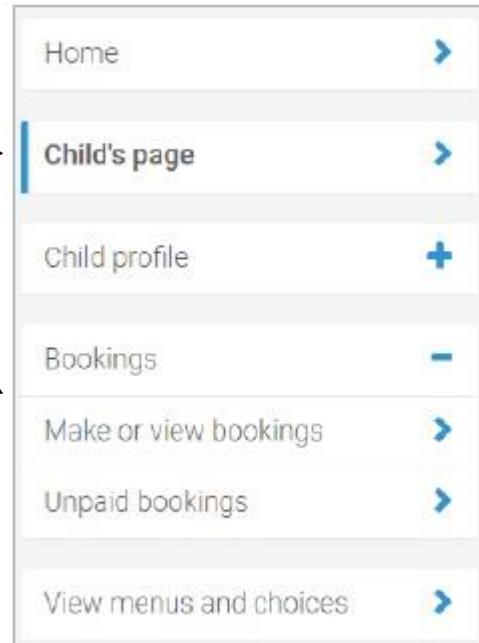 Home
Child's page
Child profile
Bookings
Make or view bookings
Unpaid bookings
View menus and choices